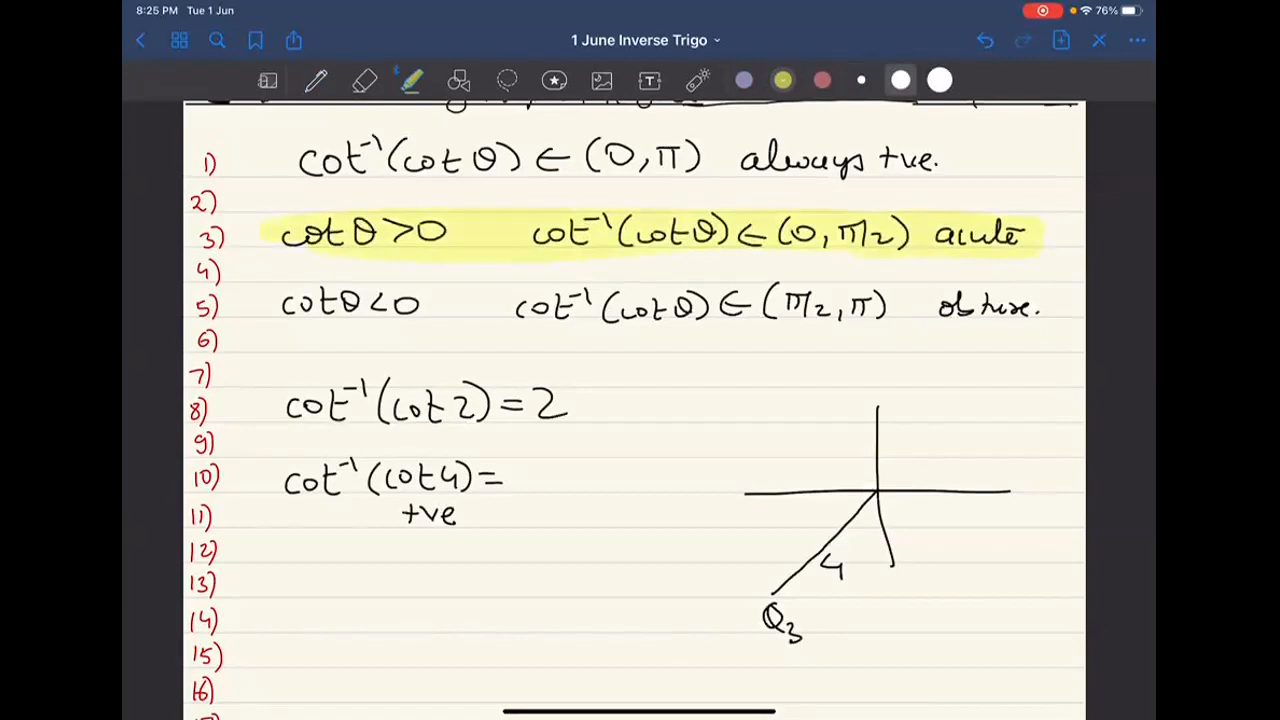 8:25 PM Tue 1 Jun 76%
1 June Inverse Trigo
1) cot⁻¹(cot θ) ∈ (0, π) always +ve.
2)
3) cot θ > 0 cot⁻¹(cot θ) ∈ (0, π/2) acute
4)
5) cot θ < 0 cot⁻¹(cot θ) ∈ (π/2, π) obtuse.
6)
7)
8) cot⁻¹(cot 2) = 2
9)
10) cot⁻¹(cot 4) =
11) +ve
12) 4
13)
14) Q₃
15)
16)